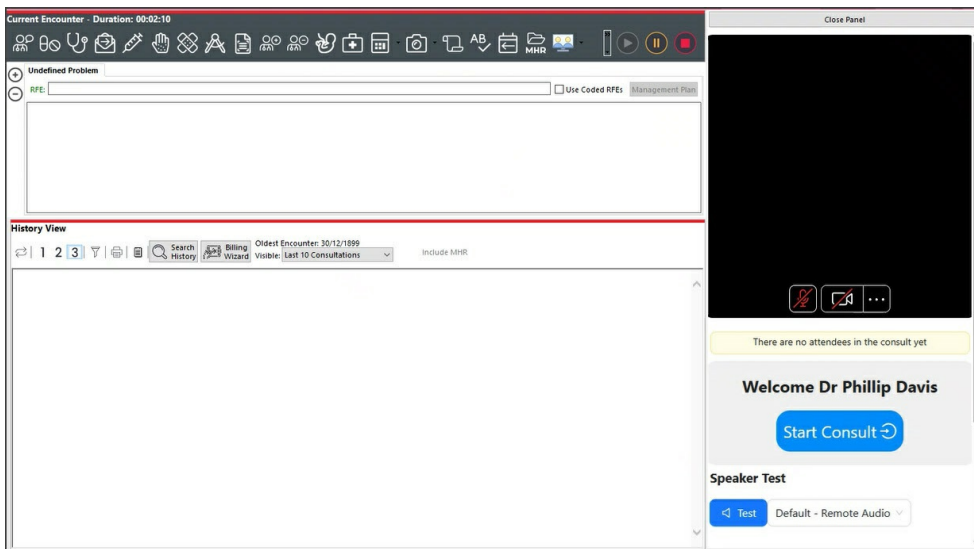 Current Encounter - Duration: 00:02:10
Close Panel
AB
MHR
Undefined Problem
RFE:
Use Coded RFEs
Management Plan
History View
1 2 3
Search History
Billing Wizard
Oldest Encounter: 30/12/1899
Visible: Last 10 Consultations
Include MHR
There are no attendees in the consult yet
Welcome Dr Phillip Davis
Start Consult
Speaker Test
Test
Default - Remote Audio